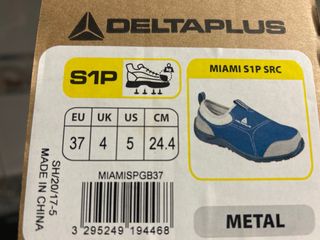 DELTAPLUS
S1P
MIAMI S1P SRC
EU UK US CM
37 4 5 24.4
MIAMISPGB37
SH/20/17-5
MADE IN CHINA
3 295249 194468
METAL